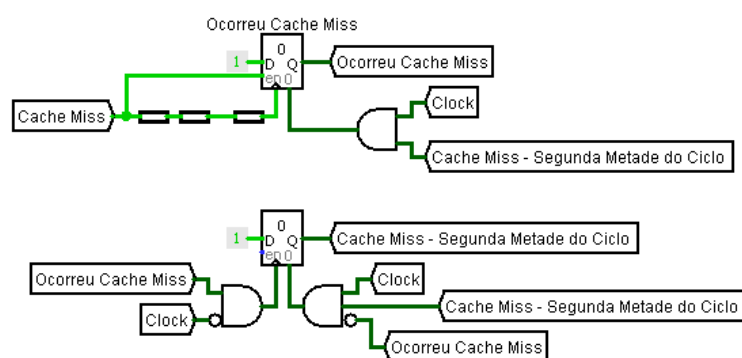 Ocorreu Cache Miss
0
1
D Q
en 0
Ocorreu Cache Miss
Cache Miss
Clock
Cache Miss - Segunda Metade do Ciclo
0
1
D Q
en 0
Cache Miss - Segunda Metade do Ciclo
Ocorreu Cache Miss
Clock
Clock
Cache Miss - Segunda Metade do Ciclo
Ocorreu Cache Miss